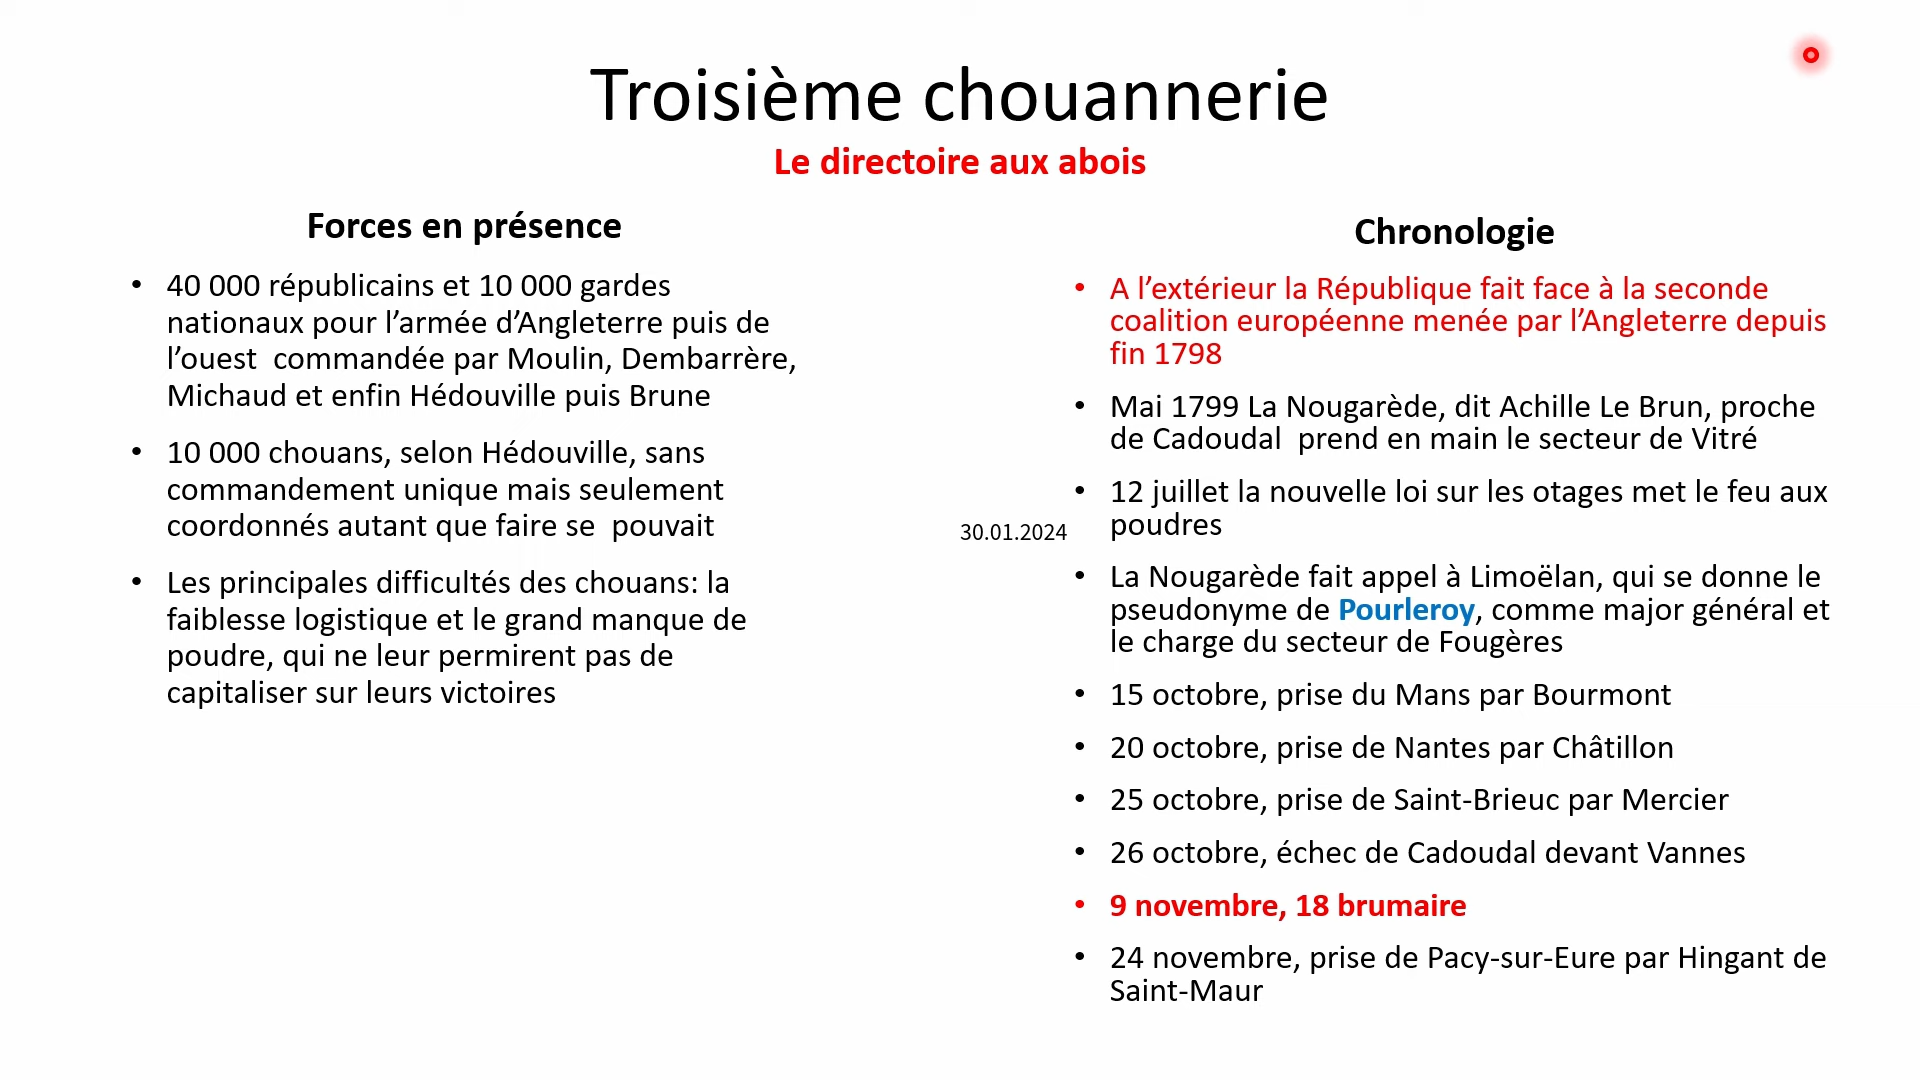 Troisième chouannerie
Le directoire aux abois
Forces en présence
• 40 000 républicains et 10 000 gardes
nationaux pour l’armée d’Angleterre puis de
l’ouest  commandée par Moulin, Dembarrère,
Michaud et enfin Hédouville puis Brune
• 10 000 chouans, selon Hédouville, sans
commandement unique mais seulement
coordonnés autant que faire se  pouvait
• Les principales difficultés des chouans: la
faiblesse logistique et le grand manque de
poudre, qui ne leur permirent pas de
capitaliser sur leurs victoires
30.01.2024
Chronologie
• A l’extérieur la République fait face à la seconde
coalition européenne menée par l’Angleterre depuis
fin 1798
• Mai 1799 La Nougarède, dit Achille Le Brun, proche
de Cadoudal  prend en main le secteur de Vitré
• 12 juillet la nouvelle loi sur les otages met le feu aux
poudres
• La Nougarède fait appel à Limoëlan, qui se donne le
pseudonyme de Pourleroy, comme major général et
le charge du secteur de Fougères
• 15 octobre, prise du Mans par Bourmont
• 20 octobre, prise de Nantes par Châtillon
• 25 octobre, prise de Saint-Brieuc par Mercier
• 26 octobre, échec de Cadoudal devant Vannes
• 9 novembre, 18 brumaire
• 24 novembre, prise de Pacy-sur-Eure par Hingant de
Saint-Maur